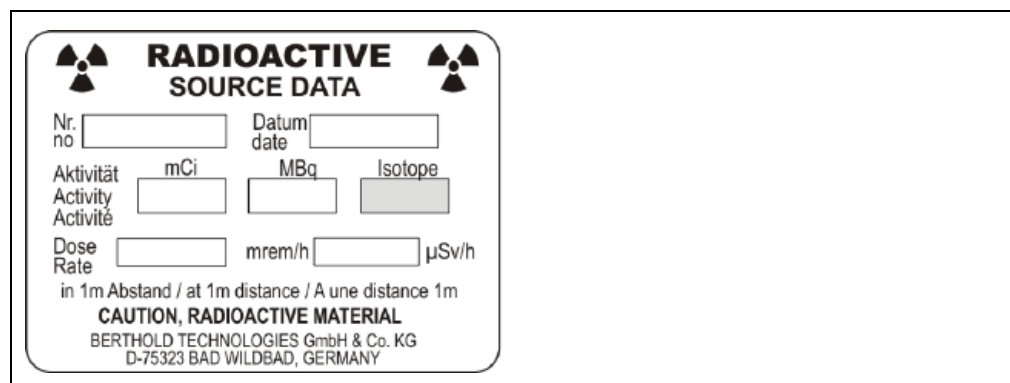 RADIOACTIVE
SOURCE DATA
Nr. Datum
no date
mCi MBq Isotope
Aktivität
Activity
Activité
Dose mrem/h µSv/h
Rate
in 1m Abstand / at 1m distance / A une distance 1m
CAUTION, RADIOACTIVE MATERIAL
BERTHOLD TECHNOLOGIES GmbH & Co. KG
D-75323 BAD WILDBAD, GERMANY